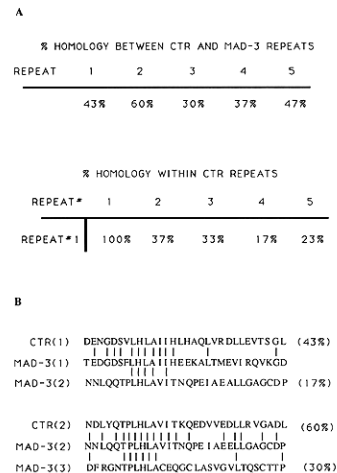 A
% HOMOLOGY BETWEEN CTR AND MAD-3 REPEATS
REPEAT 1 2 3 4 5
43% 60% 30% 37% 47%
% HOMOLOGY WITHIN CTR REPEATS
REPEAT# 1 2 3 4 5
REPEAT#1 100% 37% 33% 17% 23%
B
CTR(1) DENGDSVLHLAIIHLHAQLVRDLLEVTSGL (43%)
MAD-3(1) TEDGDSFLHLAIIHEEKALTMEVIRQVKGD
MAD-3(2) NNLQQTPLHLAVITNQPEIAEALLGAGCDP (17%)
CTR(2) NDLYQTPLHLAVITKQEDVVEDLLRVGADL (60%)
MAD-3(2) NNLQQTPLHLAVITNQPEIAEALLGAGCDP
MAD-3(3) DFRGNTPLHLACEQGCLASVGVLTQSCTTP (30%)